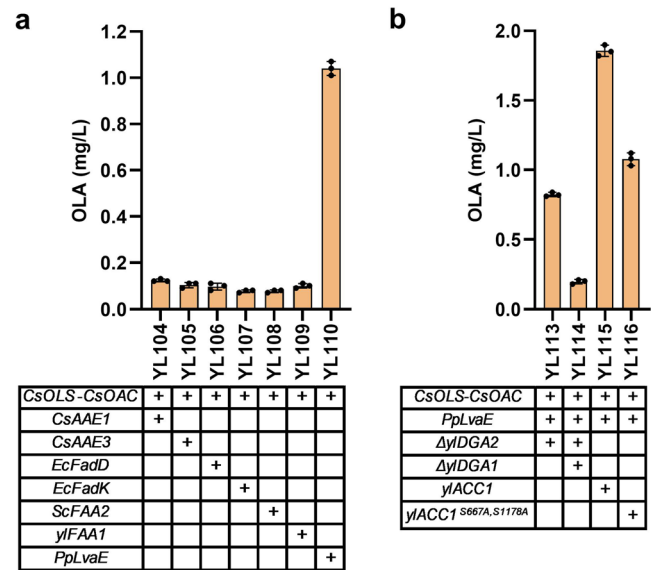 a
1.2
1.0
0.8
0.6
0.4
0.2
0.0
OLA (mg/L)
YL104 YL105 YL106 YL107 YL108 YL109 YL110
CsOLS-CsOAC + + + + + + +
CsAAE1 +
CsAAE3 +
EcFadD +
EcFadK +
ScFAA2 +
ylFAA1 +
PpLvaE +
b
2.0
1.5
1.0
0.5
0.0
OLA (mg/L)
YL113 YL114 YL115 YL116
CsOLS-CsOAC + + + +
PpLvaE + + + +
ΔylDGA2 + +
ΔylDGA1 +
ylACC1 +
ylACC1 S667A,S1178A +